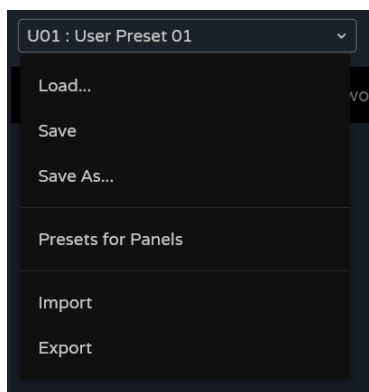 U01 : User Preset 01
Load...
Save
Save As...
Presets for Panels
Import
Export